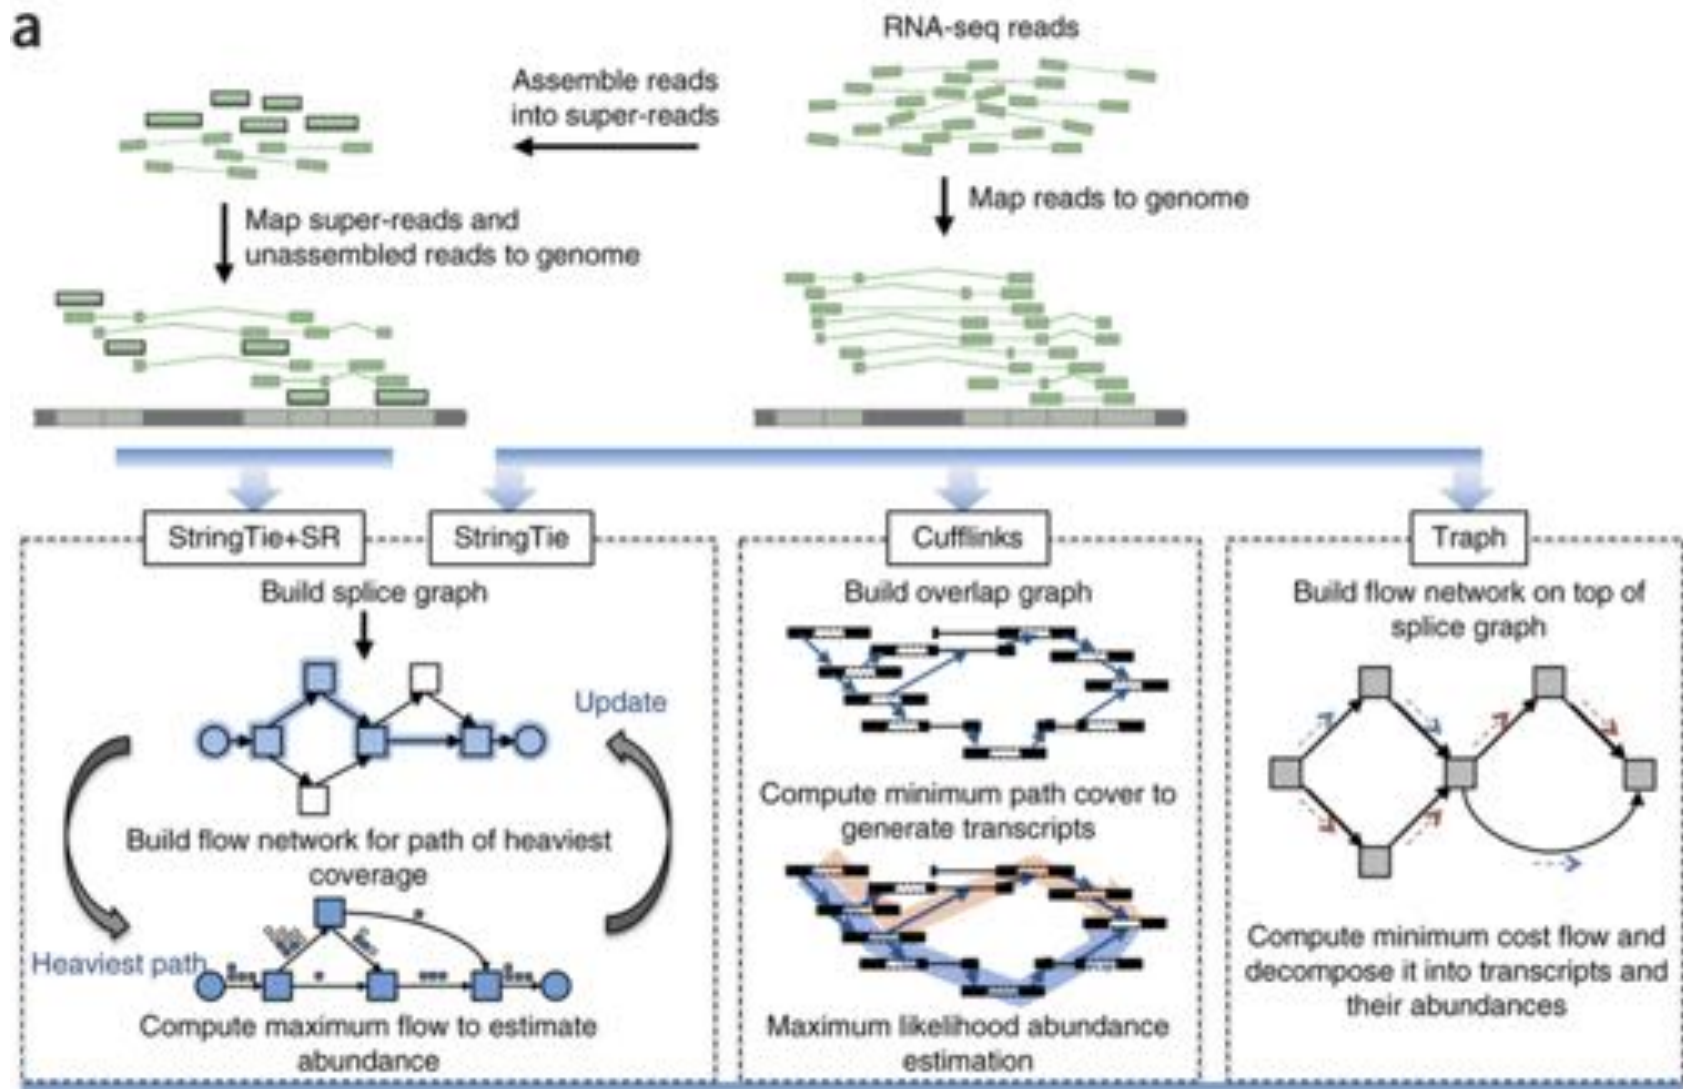 a
RNA-seq reads
Assemble reads
into super-reads
Map reads to genome
Map super-reads and
unassembled reads to genome
StringTie+SR
StringTie
Cufflinks
Traph
Build splice graph
Update
Build flow network for path of heaviest
coverage
Heaviest path
Compute maximum flow to estimate
abundance
Build overlap graph
Compute minimum path cover to
generate transcripts
Maximum likelihood abundance
estimation
Build flow network on top of
splice graph
Compute minimum cost flow and
decompose it into transcripts and
their abundances